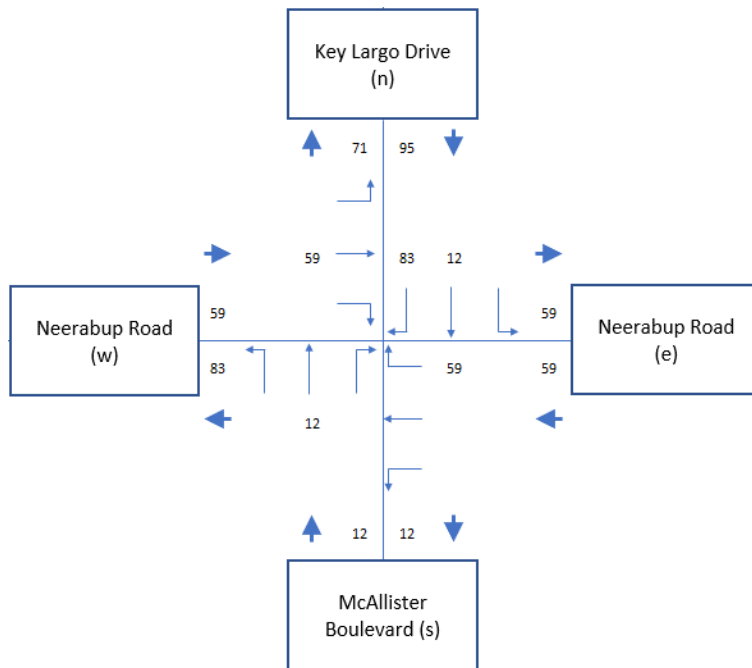 Key Largo Drive
(n)
71 95
59 83 12
59 59
Neerabup Road
(w)
Neerabup Road
(e)
83 59 59
12
12 12
McAllister
Boulevard (s)